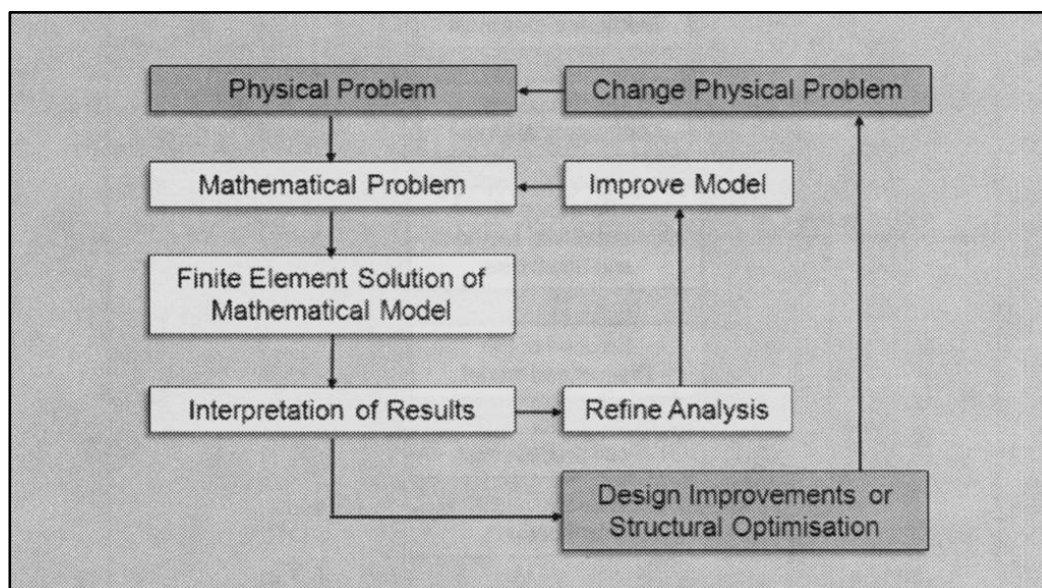 Physical Problem
Change Physical Problem
Mathematical Problem
Improve Model
Finite Element Solution of
Mathematical Model
Interpretation of Results
Refine Analysis
Design Improvements or
Structural Optimisation